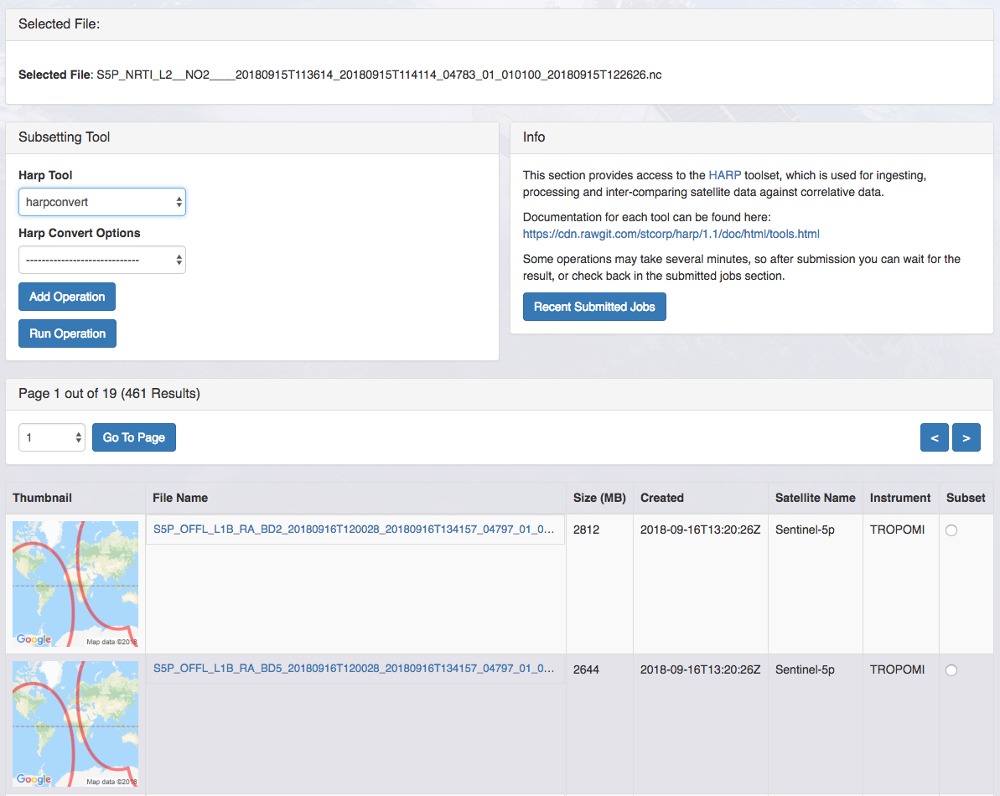 Selected File:
Selected File: S5P_NRTI_L2__NO2____20180915T113614_20180915T114114_04783_01_010100_20180915T122626.nc
Subsetting Tool
Harp Tool
harpconvert
Harp Convert Options
-----------------------------
Add Operation
Run Operation
Info
This section provides access to the HARP toolset, which is used for ingesting,
processing and inter-comparing satellite data against correlative data.
Documentation for each tool can be found here:
https://cdn.rawgit.com/stcorp/harp/1.1/doc/html/tools.html
Some operations may take several minutes, so after submission you can wait for the
result, or check back in the submitted jobs section.
Recent Submitted Jobs
Page 1 out of 19 (461 Results)
1 Go To Page < >
Thumbnail File Name Size (MB) Created Satellite Name Instrument Subset
S5P_OFFL_L1B_RA_BD2_20180916T120028_20180916T134157_04797_01_0... 2812 2018-09-16T13:20:26Z Sentinel-5p TROPOMI
Google Map data ©2018
S5P_OFFL_L1B_RA_BD5_20180916T120028_20180916T134157_04797_01_0... 2644 2018-09-16T13:20:26Z Sentinel-5p TROPOMI
Google Map data ©2018